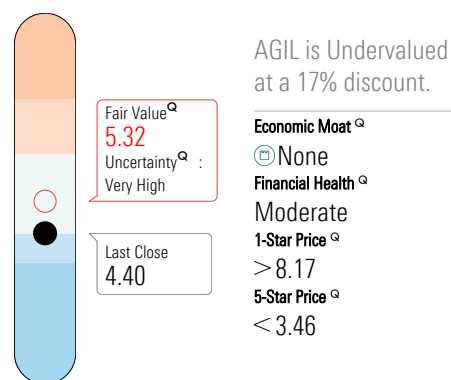 AGIL is Undervalued
at a 17% discount.
Fair Value Q
5.32
Uncertainty Q :
Very High
Last Close
4.40
Economic Moat Q
None
Financial Health Q
Moderate
1-Star Price Q
>8.17
5-Star Price Q
<3.46